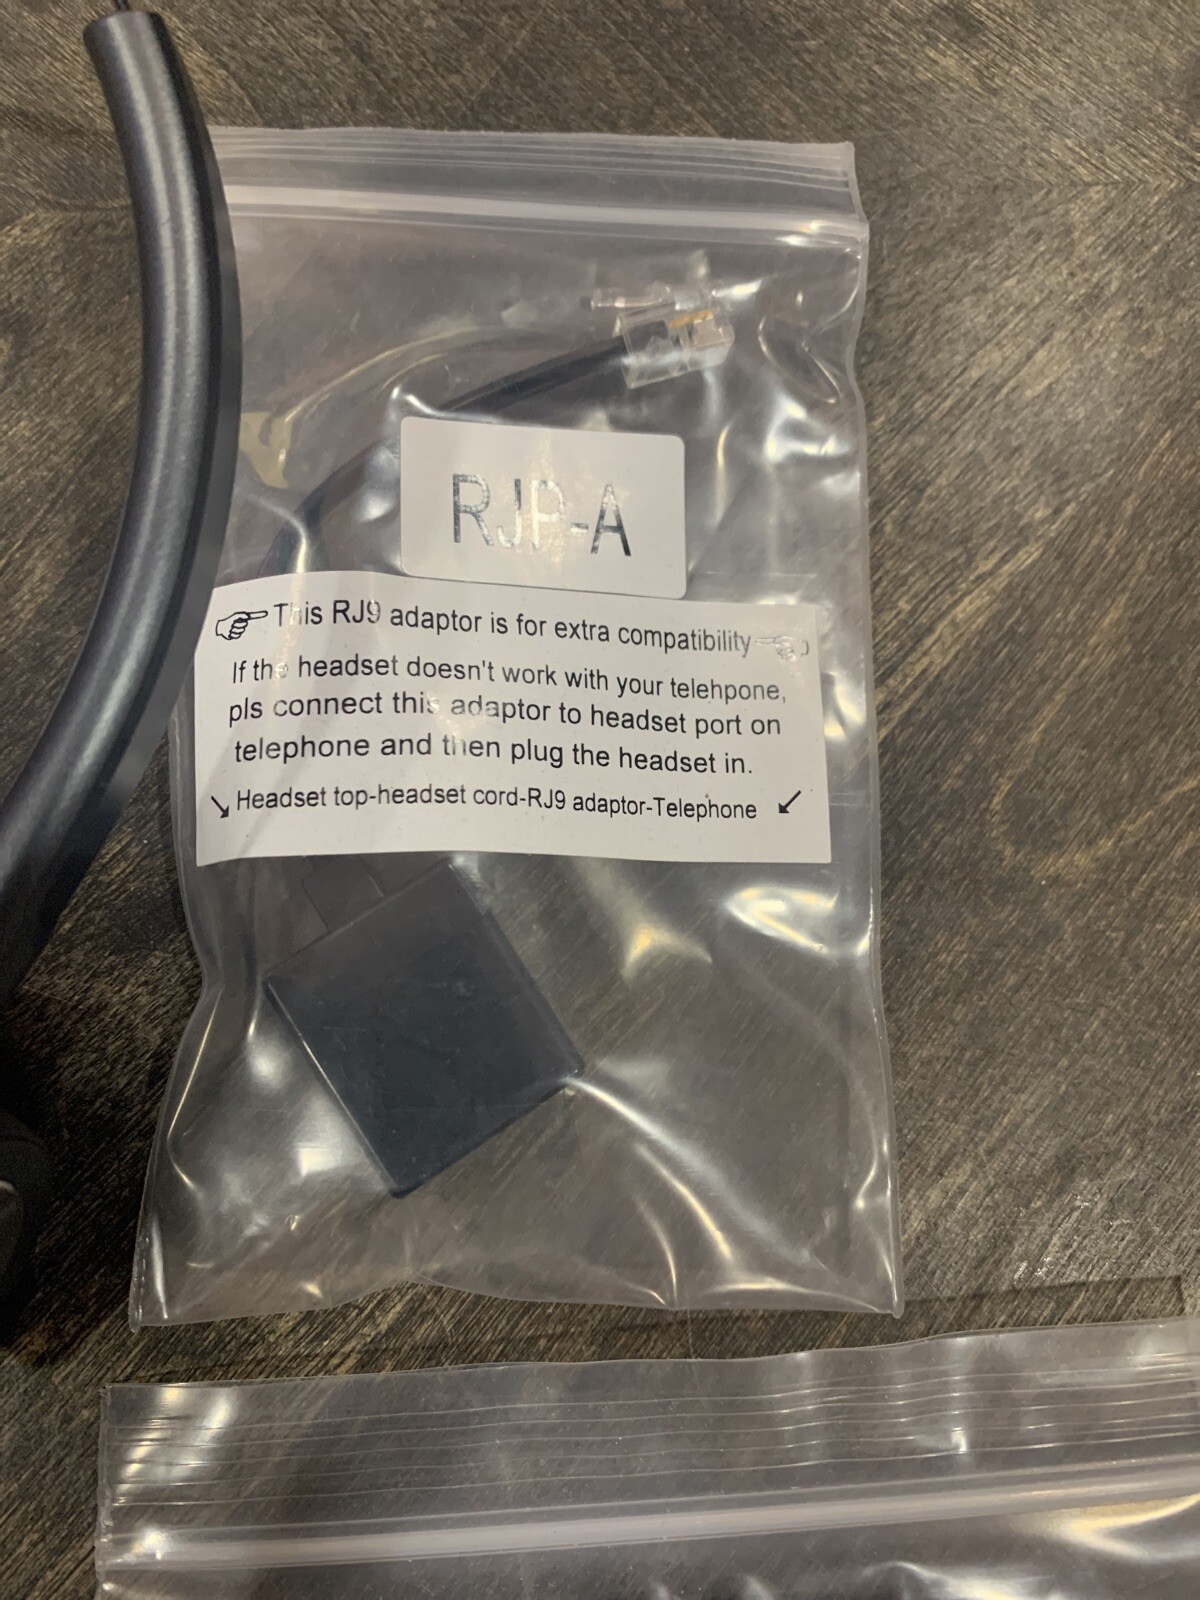 RJP-A
This RJ9 adaptor is for extra compatibility
If the headset doesn't work with your telehpone,
pls connect this adaptor to headset port on
telephone and then plug the headset in.
Headset top-headset cord-RJ9 adaptor-Telephone